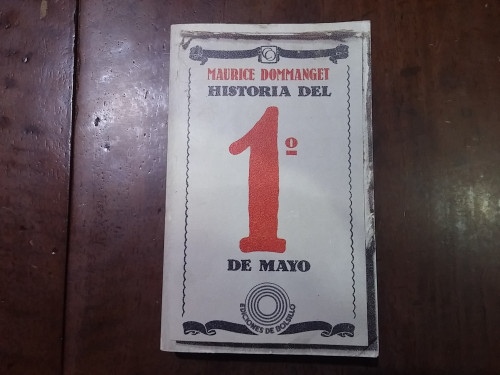 MAURICE DOMMANGET
HISTORIA DEL
1º
DE MAYO
EDICIONES DE BOLSILLO